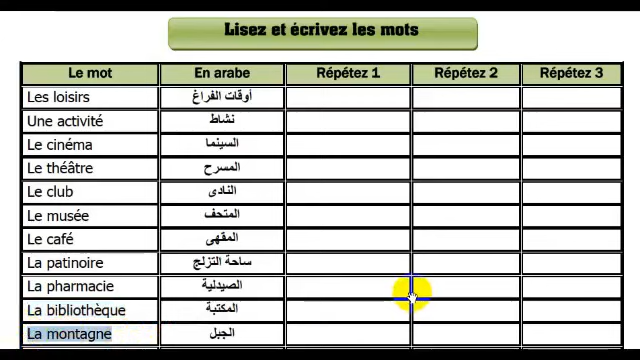 Lisez et écrivez les mots
Le mot En arabe Répétez 1 Répétez 2 Répétez 3
Les loisirs أوقات الفراغ
Une activité نشاط
Le cinéma السينما
Le théâtre المسرح
Le club النادى
Le musée المتحف
Le café المقهى
La patinoire ساحة التزلج
La pharmacie الصيدلية
La bibliothèque المكتبة
La montagne الجبل